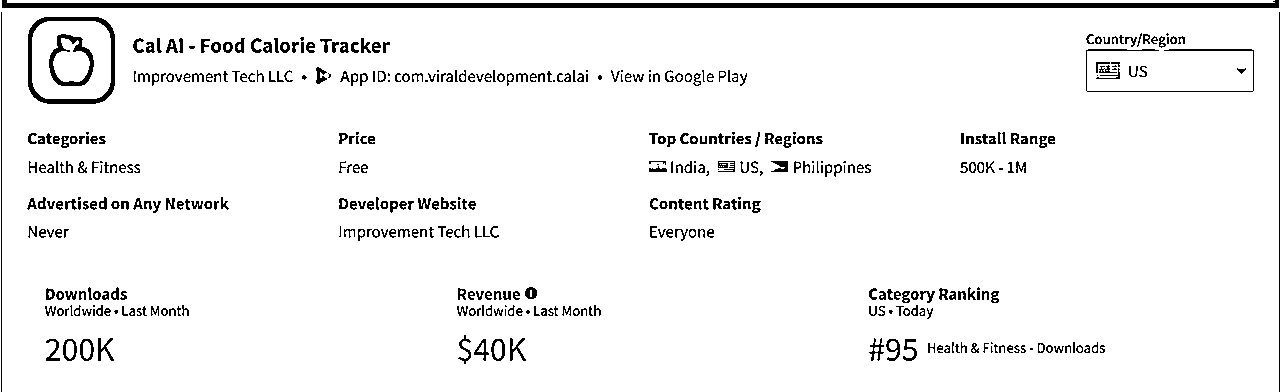 Cal AI - Food Calorie Tracker
Improvement Tech LLC • App ID: com.viraldevelopment.calai • View in Google Play
Country/Region
US
Categories
Health & Fitness
Price
Free
Top Countries / Regions
India, US, Philippines
Install Range
500K - 1M
Advertised on Any Network
Never
Developer Website
Improvement Tech LLC
Content Rating
Everyone
Downloads
Worldwide • Last Month
200K
Revenue
Worldwide • Last Month
$40K
Category Ranking
US • Today
#95 Health & Fitness - Downloads